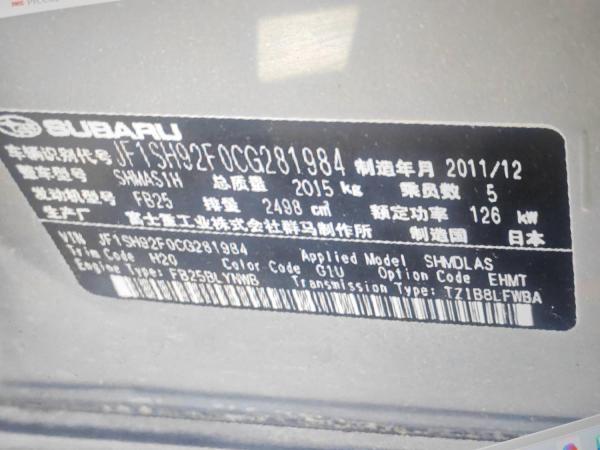 SUBARU
车辆识别代号 JF1SH92F0CG281984 制造年月 2011/12
整车型号 SHMAS1H 总质量 2015 kg 乘员数 5
发动机型号 FB25 排量 2498 cm³ 额定功率 126 kW
生产厂 富士重工业株式会社群马制作所 制造国 日本
VIN JF1SH92F0CG281984 Applied Model SHMDLAS
Trim Code H20 Color Code G1U Option Code EHMT
Engine Type: FB25BLYNWB Transmission Type: TZ1B8LFWBA